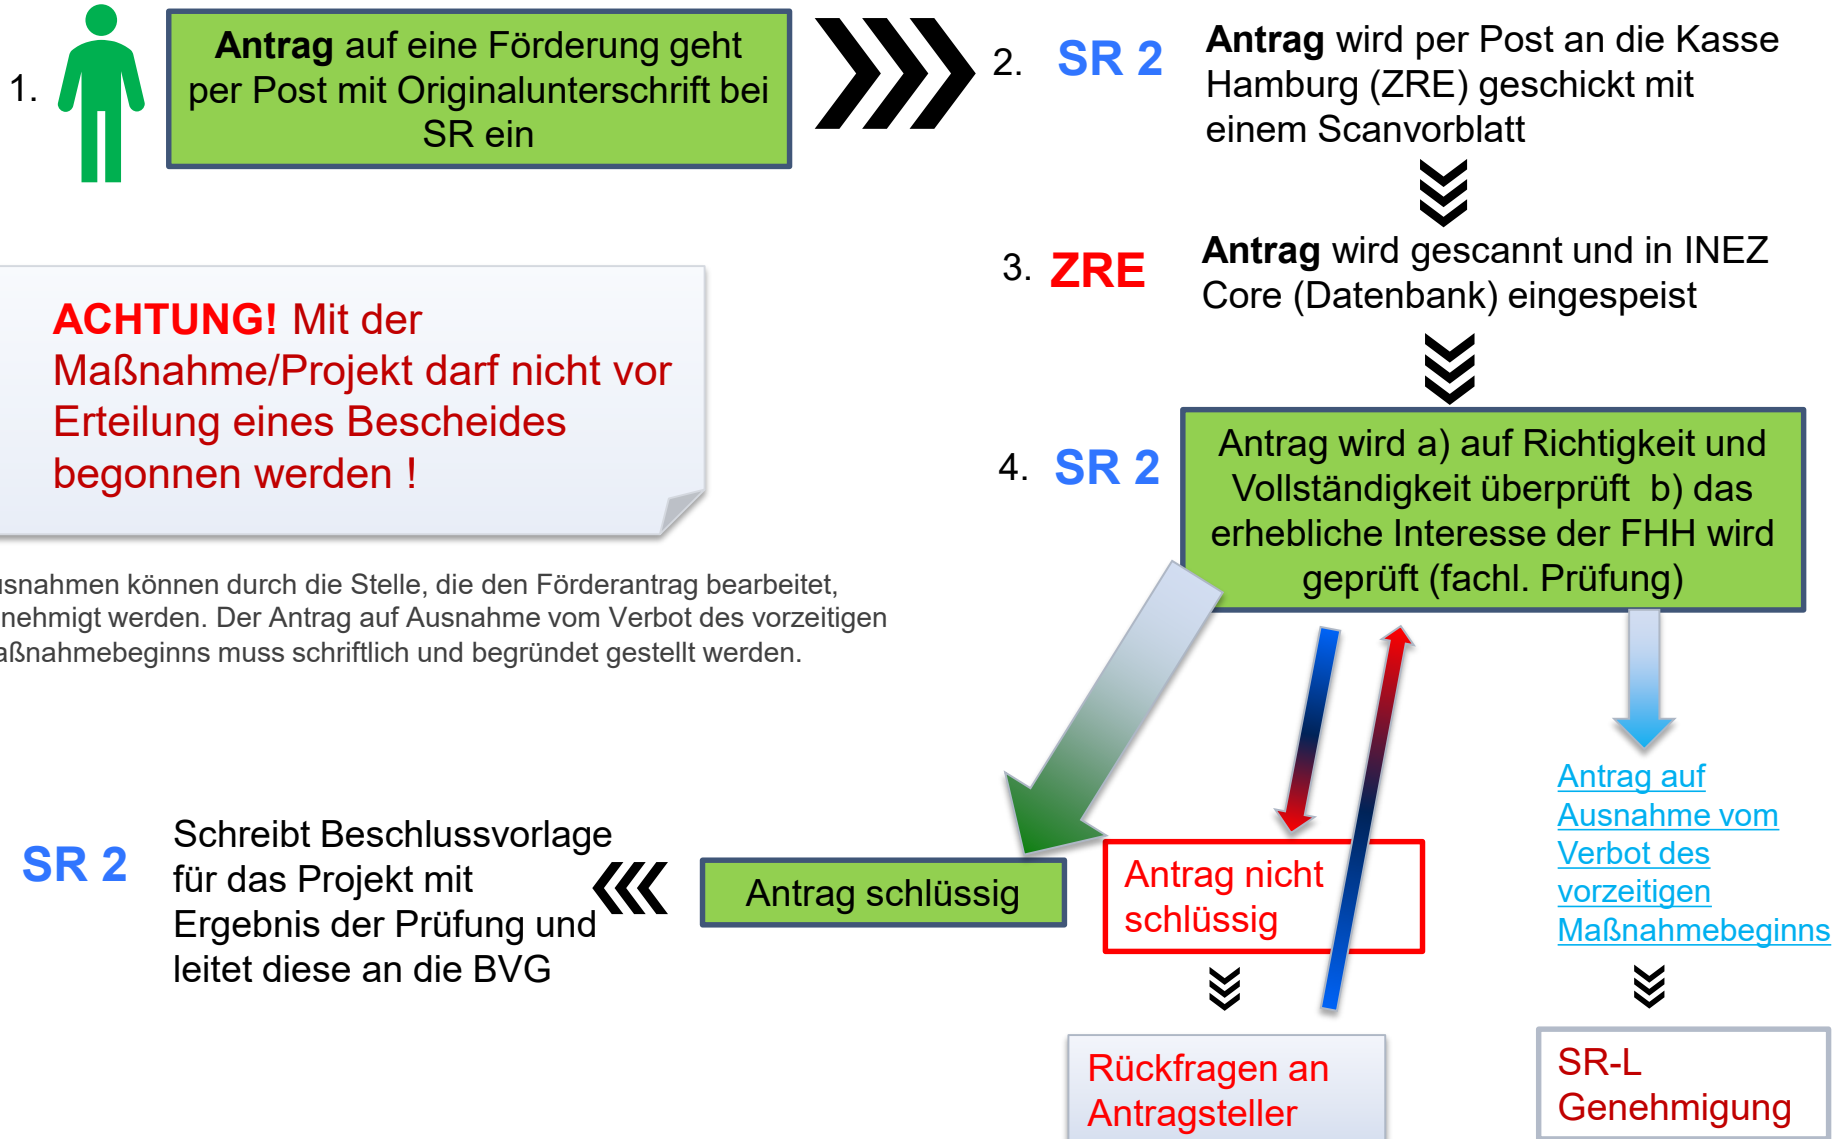 1.
Antrag auf eine Förderung geht
per Post mit Originalunterschrift bei
SR ein
2. SR 2
Antrag wird per Post an die Kasse
Hamburg (ZRE) geschickt mit
einem Scanvorblatt
3. ZRE
Antrag wird gescannt und in INEZ
Core (Datenbank) eingespeist
ACHTUNG! Mit der
Maßnahme/Projekt darf nicht vor
Erteilung eines Bescheides
begonnen werden !
4. SR 2
Antrag wird a) auf Richtigkeit und
Vollständigkeit überprüft b) das
erhebliche Interesse der FHH wird
geprüft (fachl. Prüfung)
usnahmen können durch die Stelle, die den Förderantrag bearbeitet,
nehmigt werden. Der Antrag auf Ausnahme vom Verbot des vorzeitigen
aßnahmebeginns muss schriftlich und begründet gestellt werden.
SR 2
Schreibt Beschlussvorlage
für das Projekt mit
Ergebnis der Prüfung und
leitet diese an die BVG
Antrag schlüssig
Antrag nicht
schlüssig
Rückfragen an
Antragsteller
Antrag auf
Ausnahme vom
Verbot des
vorzeitigen
Maßnahmebeginns
SR-L
Genehmigung